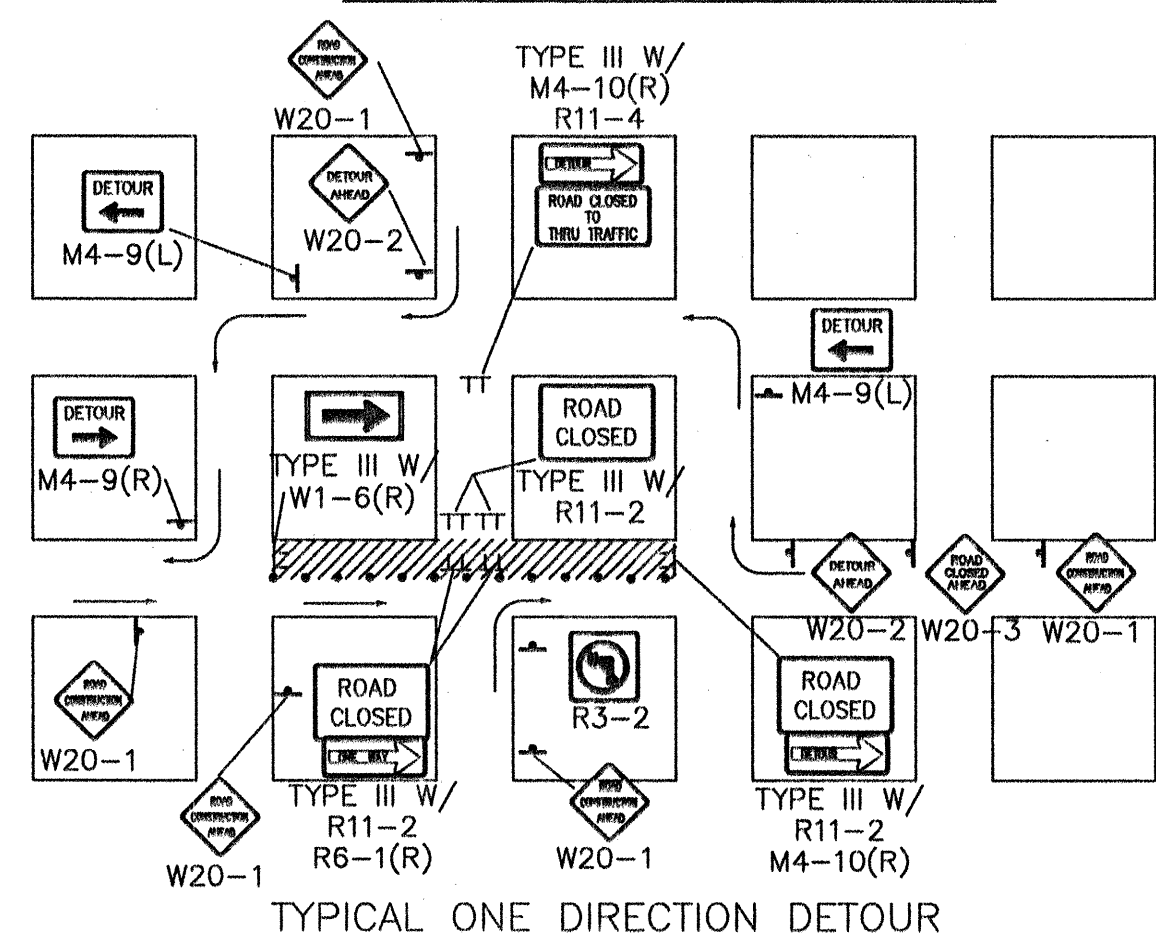 ROAD
CONSTRUCTION
AHEAD
W20-1
TYPE III W/
M4-10(R)
R11-4
DETOUR
M4-9(L)
DETOUR
AHEAD
W20-2
DETOUR
ROAD CLOSED
TO
THRU TRAFFIC
DETOUR
M4-9(L)
DETOUR
M4-9(R)
TYPE III W/
W1-6(R)
ROAD
CLOSED
TYPE III W/
R11-2
DETOUR
AHEAD
W20-2
ROAD
CLOSED
AHEAD
W20-3
ROAD
CONSTRUCTION
AHEAD
W20-1
ROAD
CONSTRUCTION
AHEAD
W20-1
ROAD
CONSTRUCTION
AHEAD
W20-1
ROAD
CLOSED
ONE WAY
TYPE III W/
R11-2
R6-1(R)
R3-2
ROAD
CONSTRUCTION
AHEAD
W20-1
ROAD
CLOSED
DETOUR
TYPE III W/
R11-2
M4-10(R)
TYPICAL ONE DIRECTION DETOUR